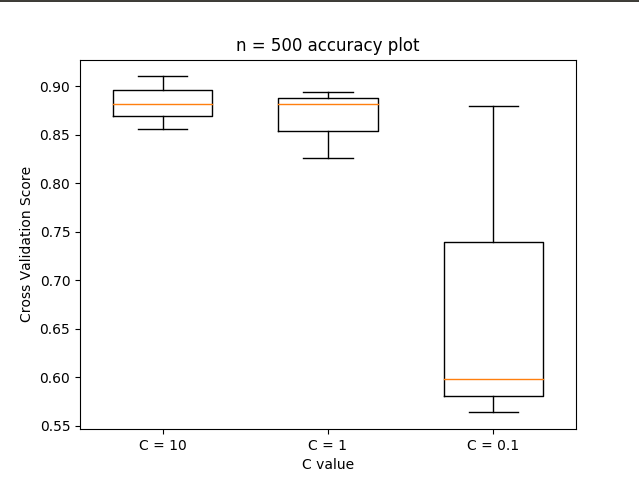 n = 500 accuracy plot
Cross Validation Score
0.90
0.85
0.80
0.75
0.70
0.65
0.60
0.55
C = 10
C = 1
C = 0.1
C value